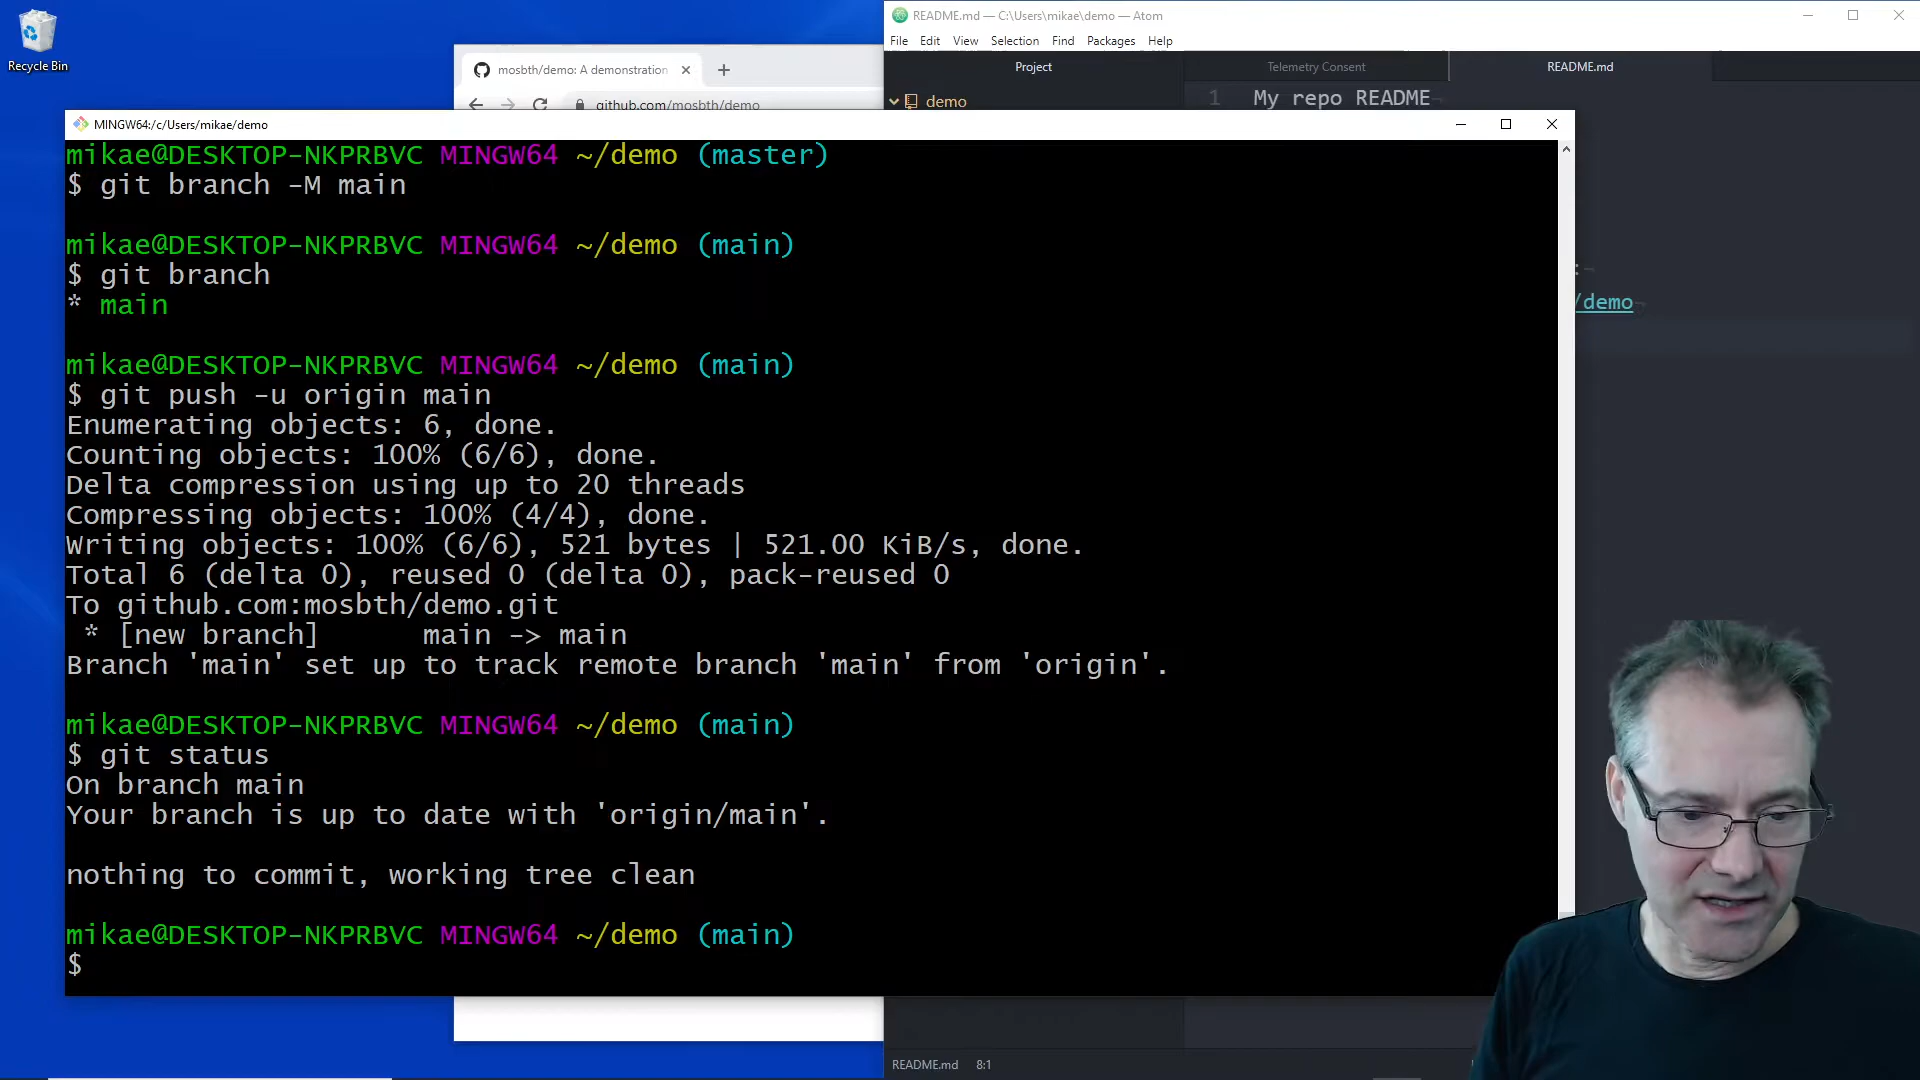 Recycle Bin
mosbth/demo: A demonstration
github.com/mosbth/demo
README.md — C:\Users\mikae\demo — Atom
File Edit View Selection Find Packages Help
Project
Telemetry Consent
README.md
demo
1 My repo README
:
/demo
MINGW64:/c/Users/mikae/demo
mikae@DESKTOP-NKPRBVC MINGW64 ~/demo (master)
$ git branch -M main
mikae@DESKTOP-NKPRBVC MINGW64 ~/demo (main)
$ git branch
* main
mikae@DESKTOP-NKPRBVC MINGW64 ~/demo (main)
$ git push -u origin main
Enumerating objects: 6, done.
Counting objects: 100% (6/6), done.
Delta compression using up to 20 threads
Compressing objects: 100% (4/4), done.
Writing objects: 100% (6/6), 521 bytes | 521.00 KiB/s, done.
Total 6 (delta 0), reused 0 (delta 0), pack-reused 0
To github.com:mosbth/demo.git
 * [new branch]      main -> main
Branch 'main' set up to track remote branch 'main' from 'origin'.
mikae@DESKTOP-NKPRBVC MINGW64 ~/demo (main)
$ git status
On branch main
Your branch is up to date with 'origin/main'.
nothing to commit, working tree clean
mikae@DESKTOP-NKPRBVC MINGW64 ~/demo (main)
$
README.md 8:1